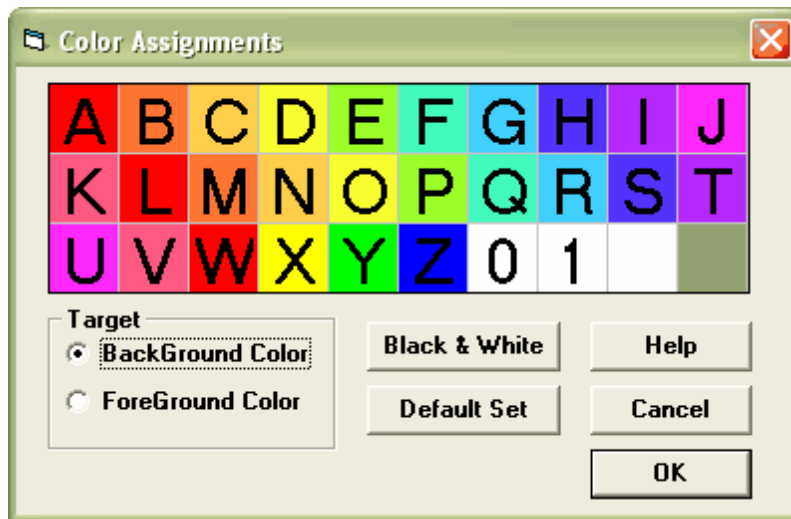 Color Assignments
A B C D E F G H I J
K L M N O P Q R S T
U V W X Y Z 0 1
Target
BackGround Color
ForeGround Color
Black & White
Help
Default Set
Cancel
OK